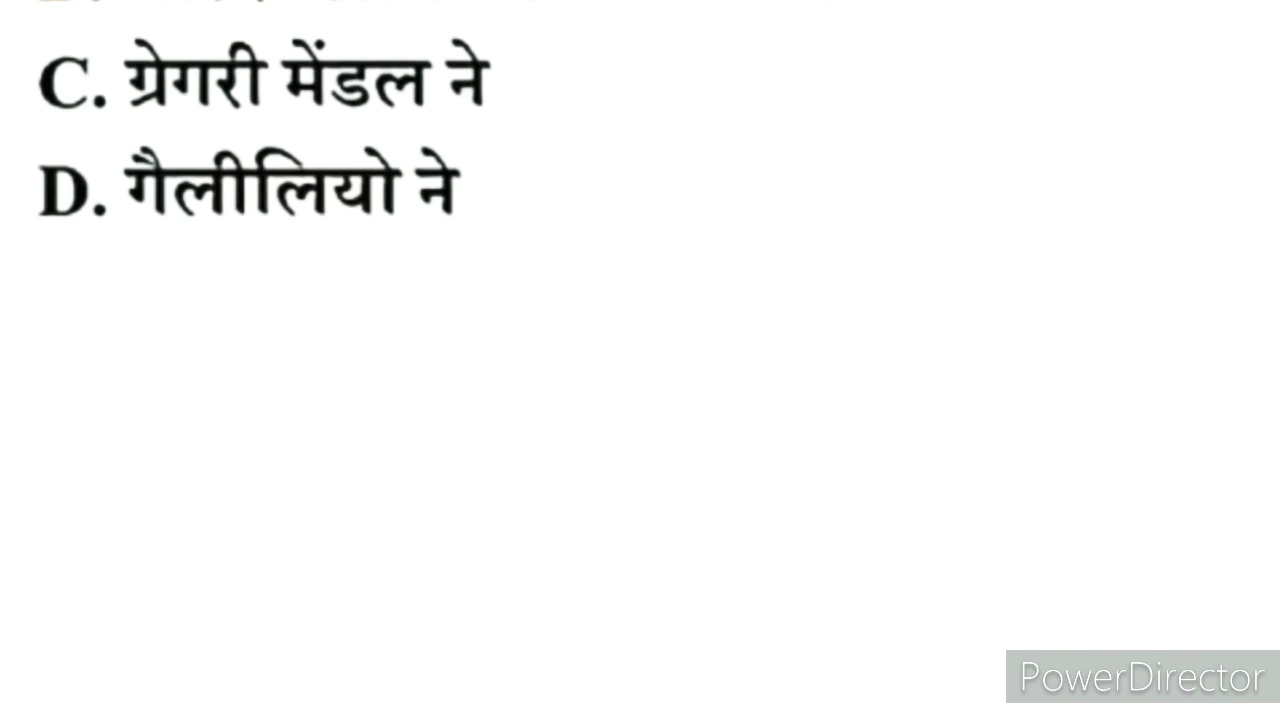 C. ग्रेगरी मेंडल ने
D. गैलीलियो ने
PowerDirector